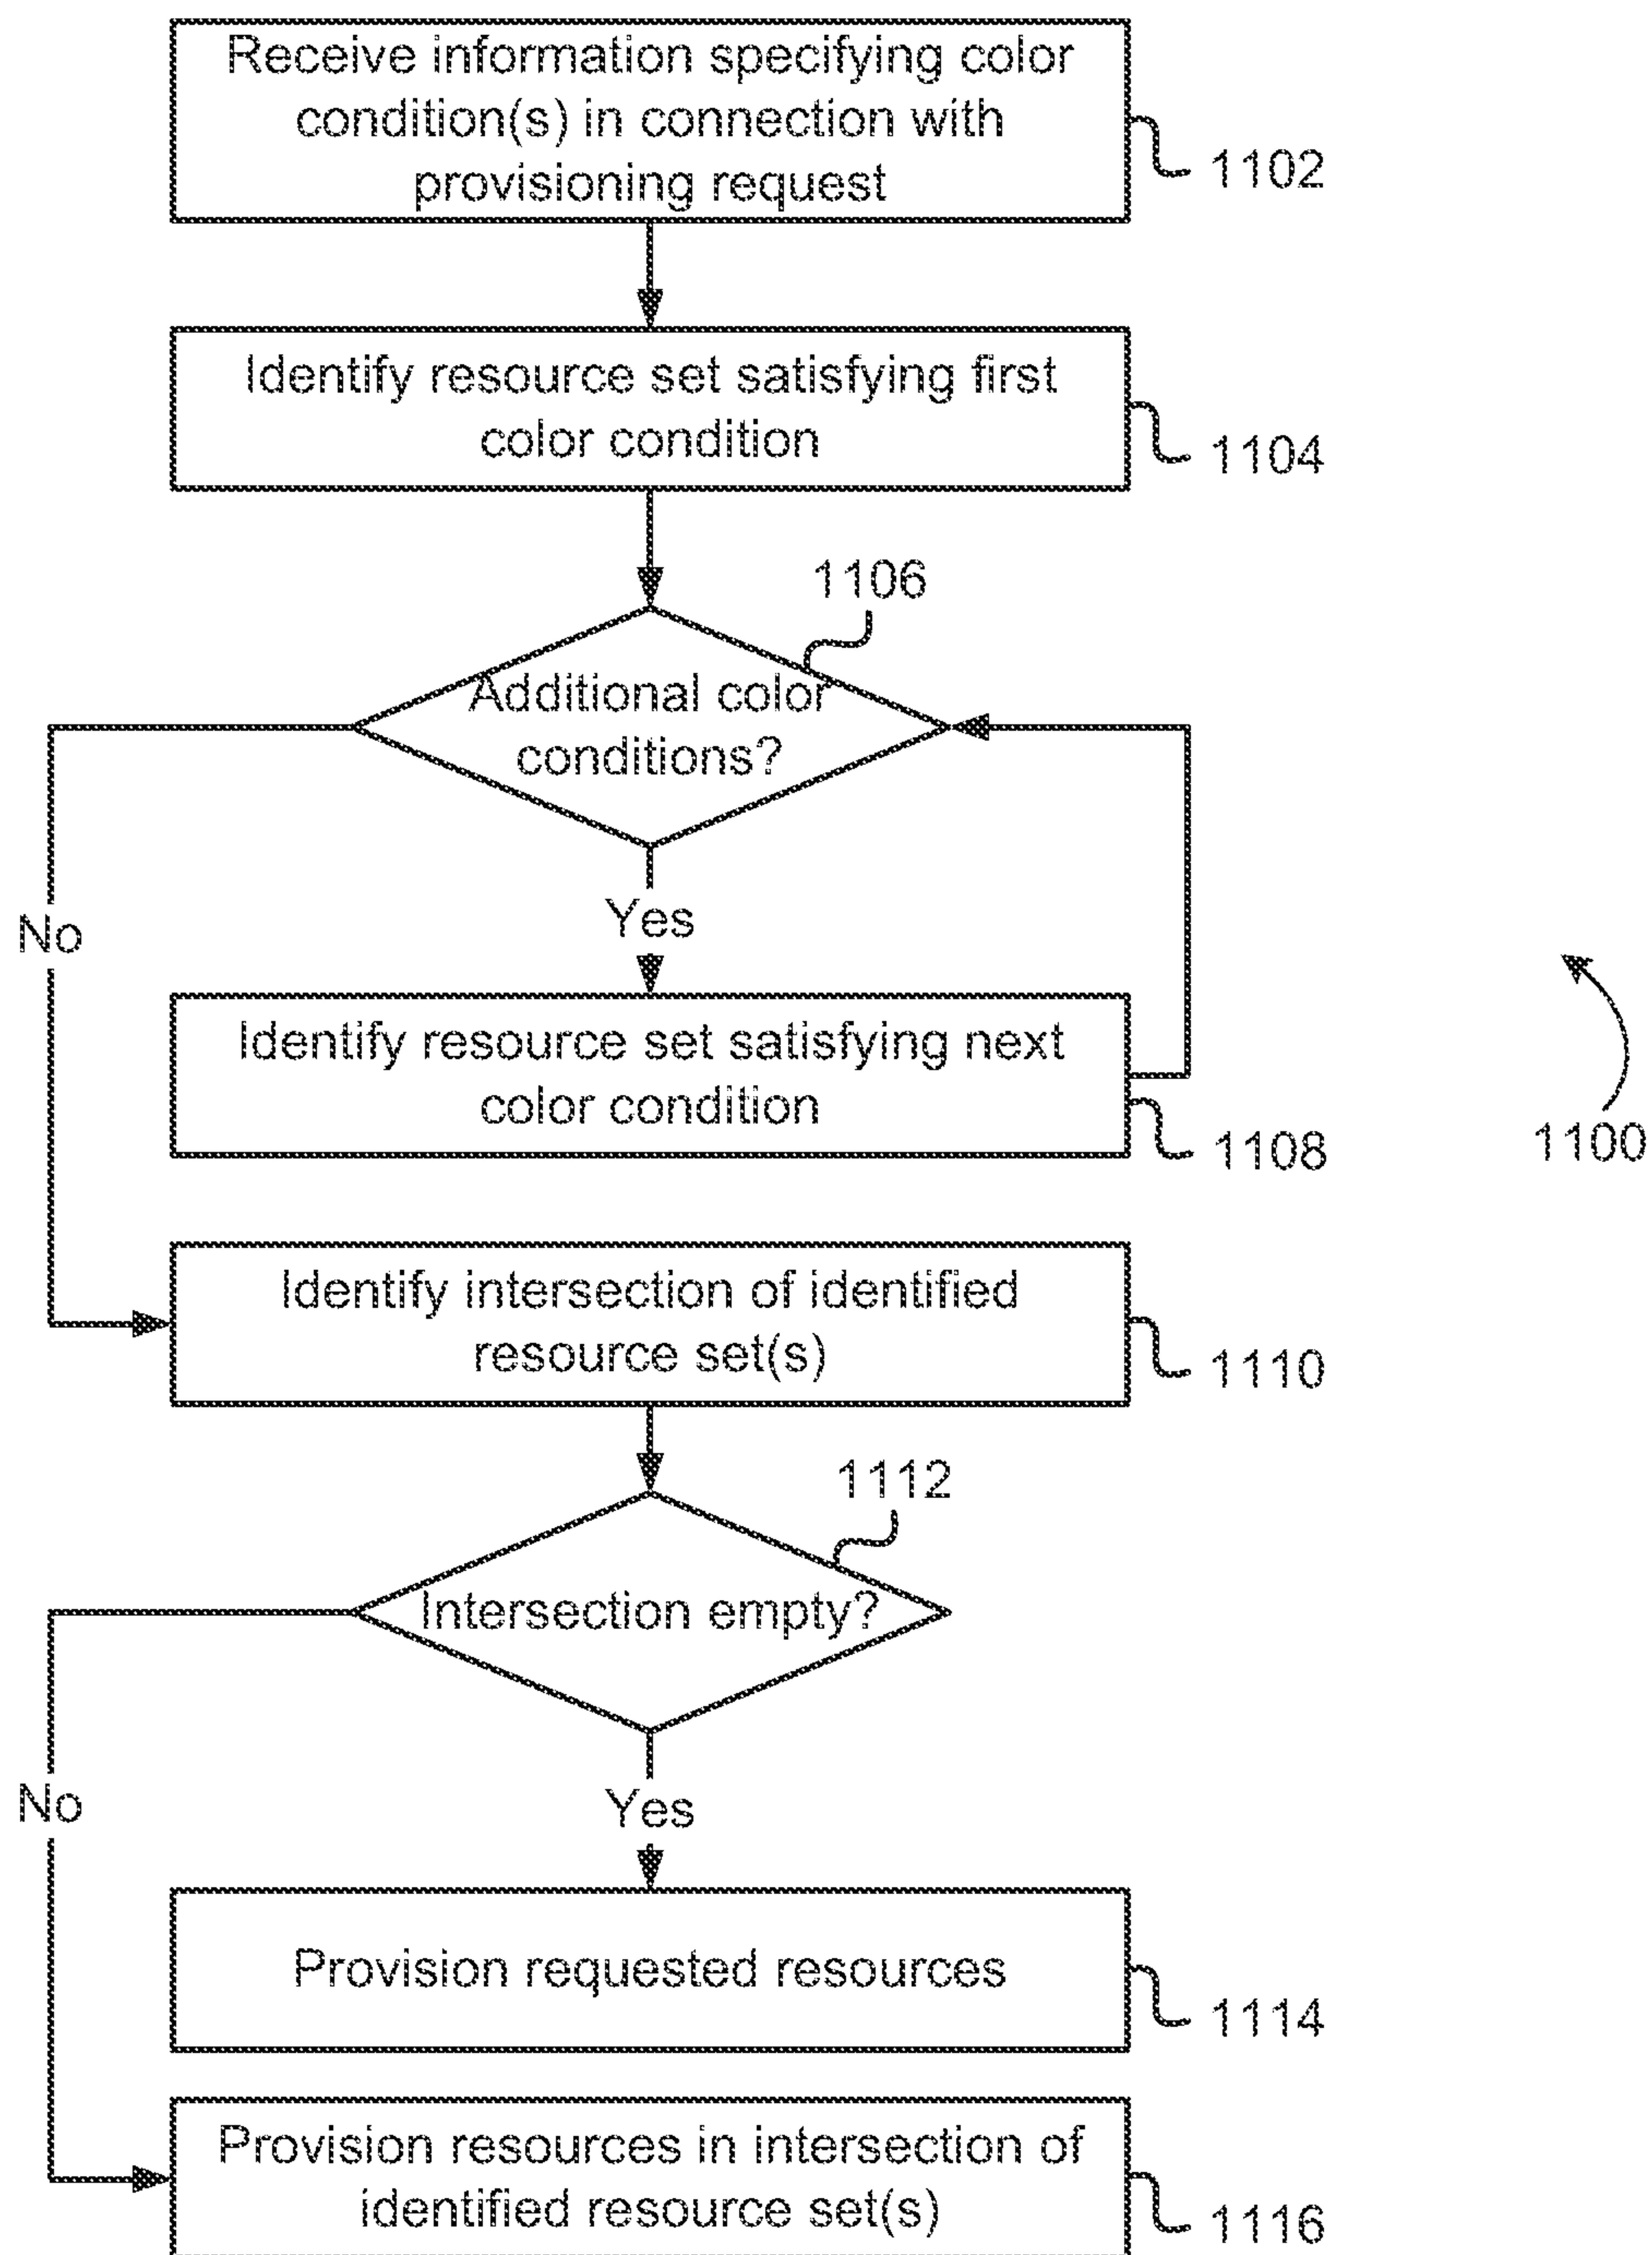 Receive information specifying color
condition(s) in connection with
provisioning request
1102
Identify resource set satisfying first
color condition
1104
1106
Additional color
conditions?
No
Yes
Identify resource set satisfying next
color condition
1108
1100
Identify intersection of identified
resource set(s)
1110
1112
Intersection empty?
No
Yes
Provision requested resources
1114
Provision resources in intersection of
identified resource set(s)
1116